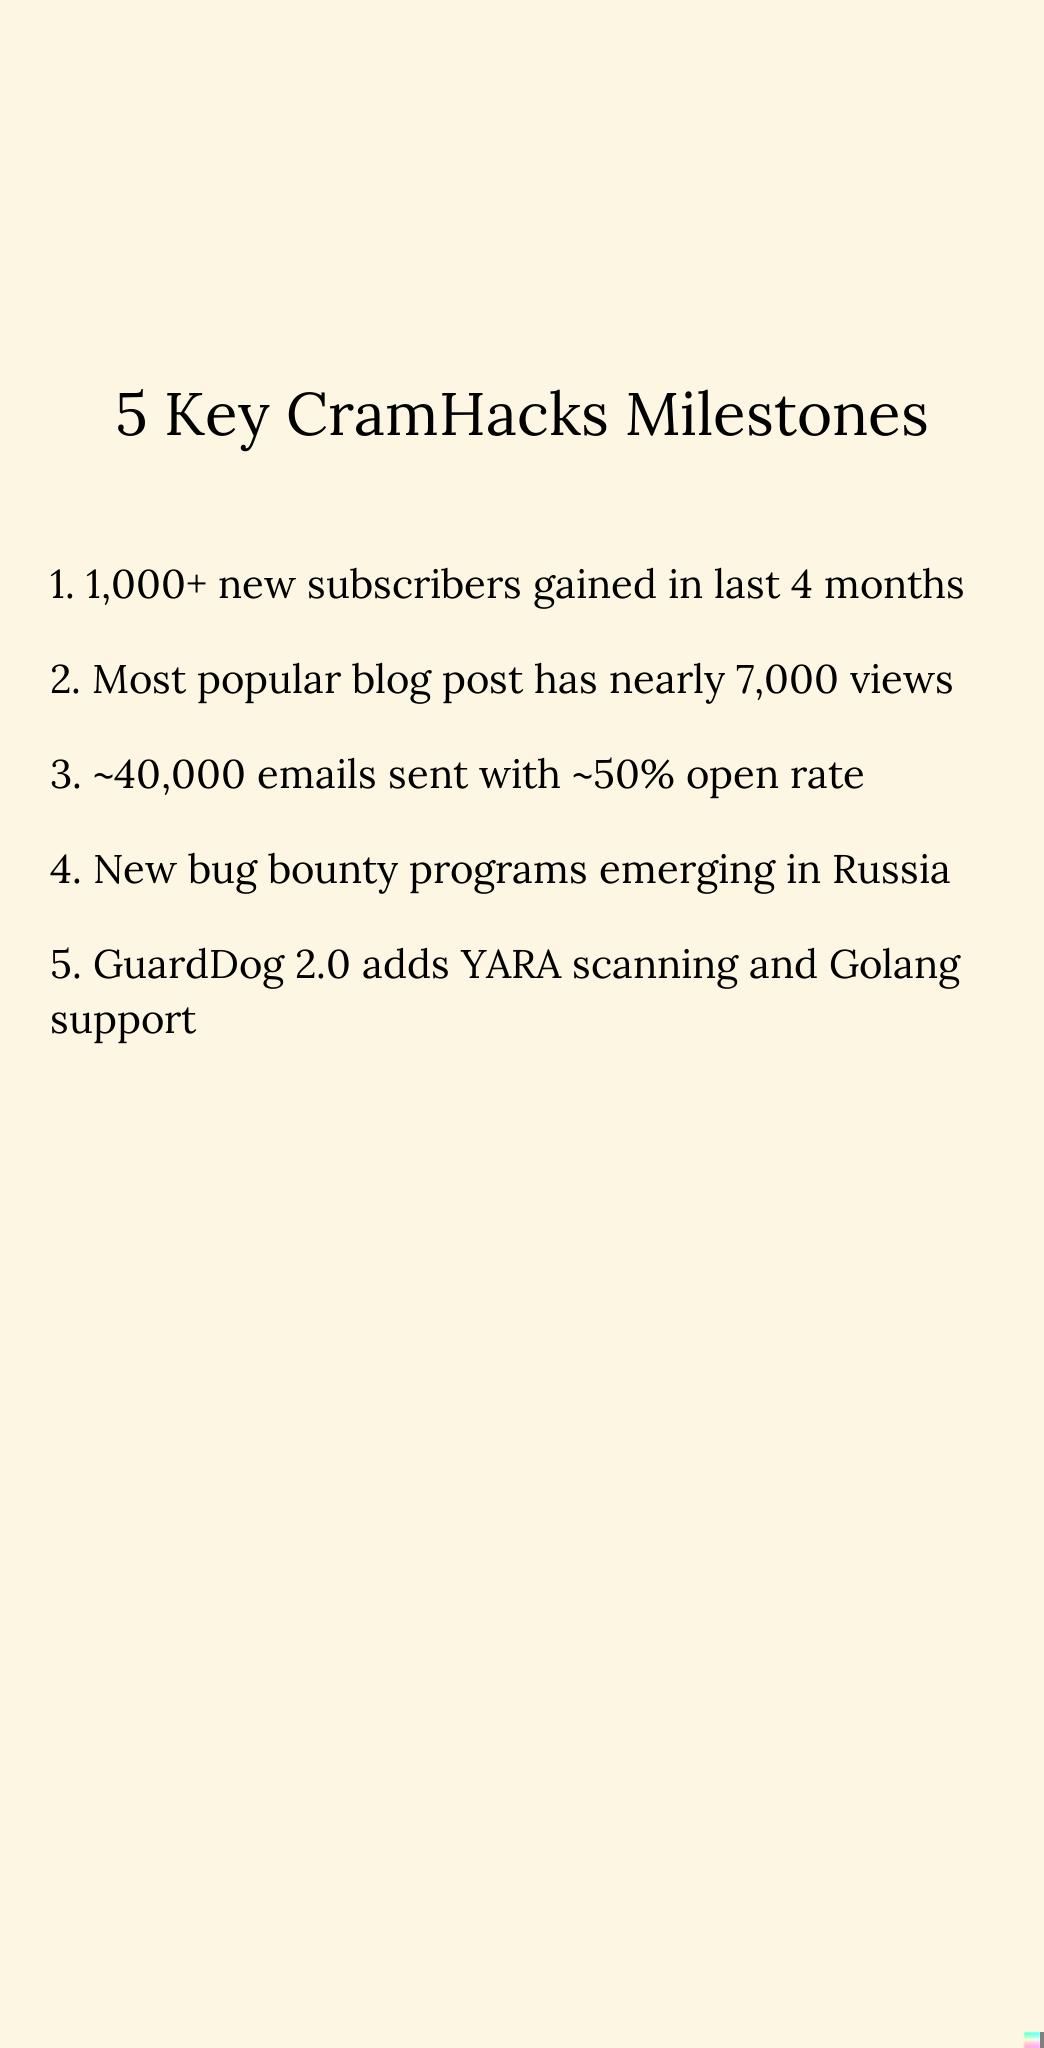 5 Key CramHacks Milestones
1. 1,000+ new subscribers gained in last 4 months
2. Most popular blog post has nearly 7,000 views
3. ~40,000 emails sent with ~50% open rate
4. New bug bounty programs emerging in Russia
5. GuardDog 2.0 adds YARA scanning and Golang
support